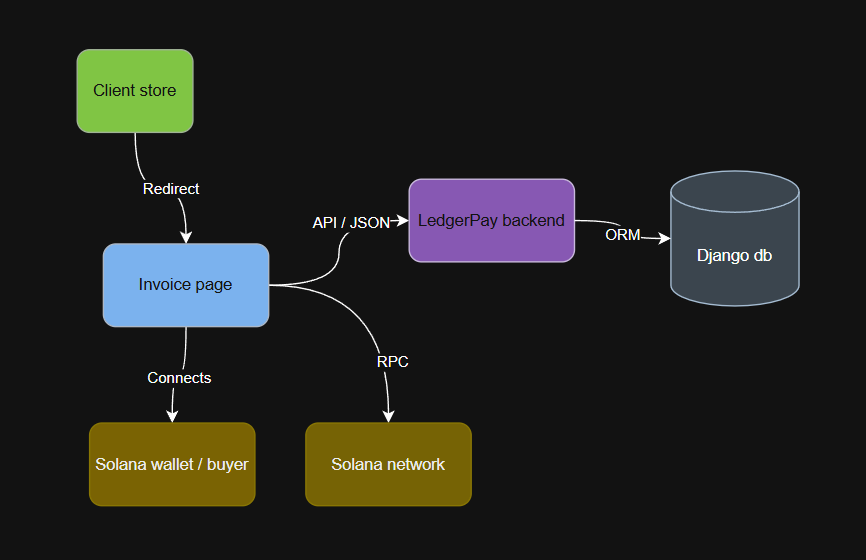 Client store
Redirect
API / JSON
LedgerPay backend
ORM
Django db
Invoice page
Connects
RPC
Solana wallet / buyer
Solana network